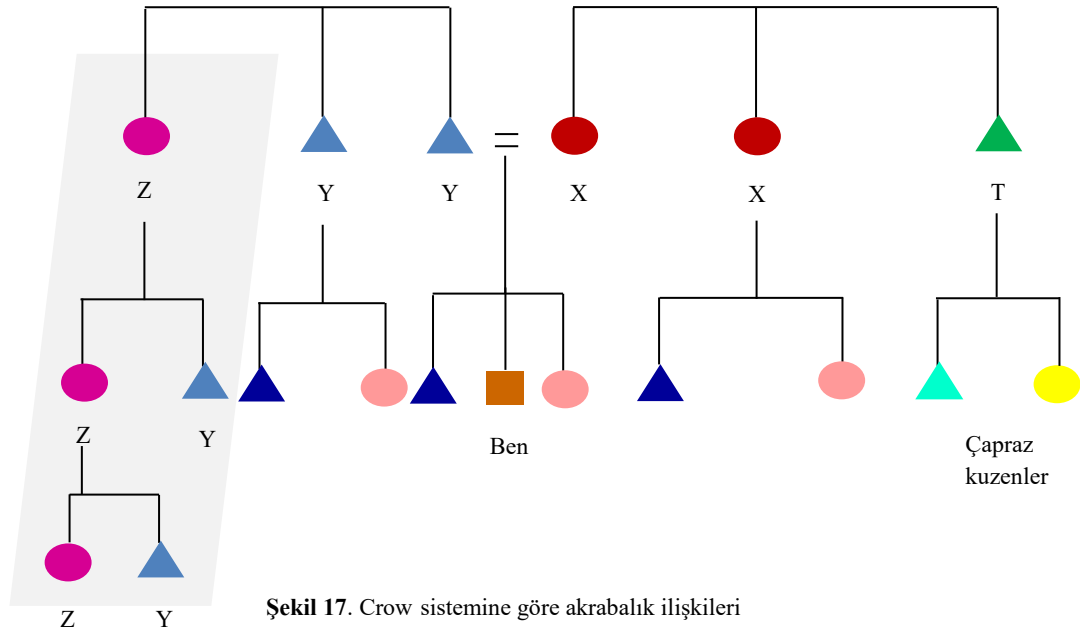 Z
Y
Y
X
X
T
Z
Y
Ben
Çapraz
kuzenler
Z
Y
Şekil 17. Crow sistemine göre akrabalık ilişkileri